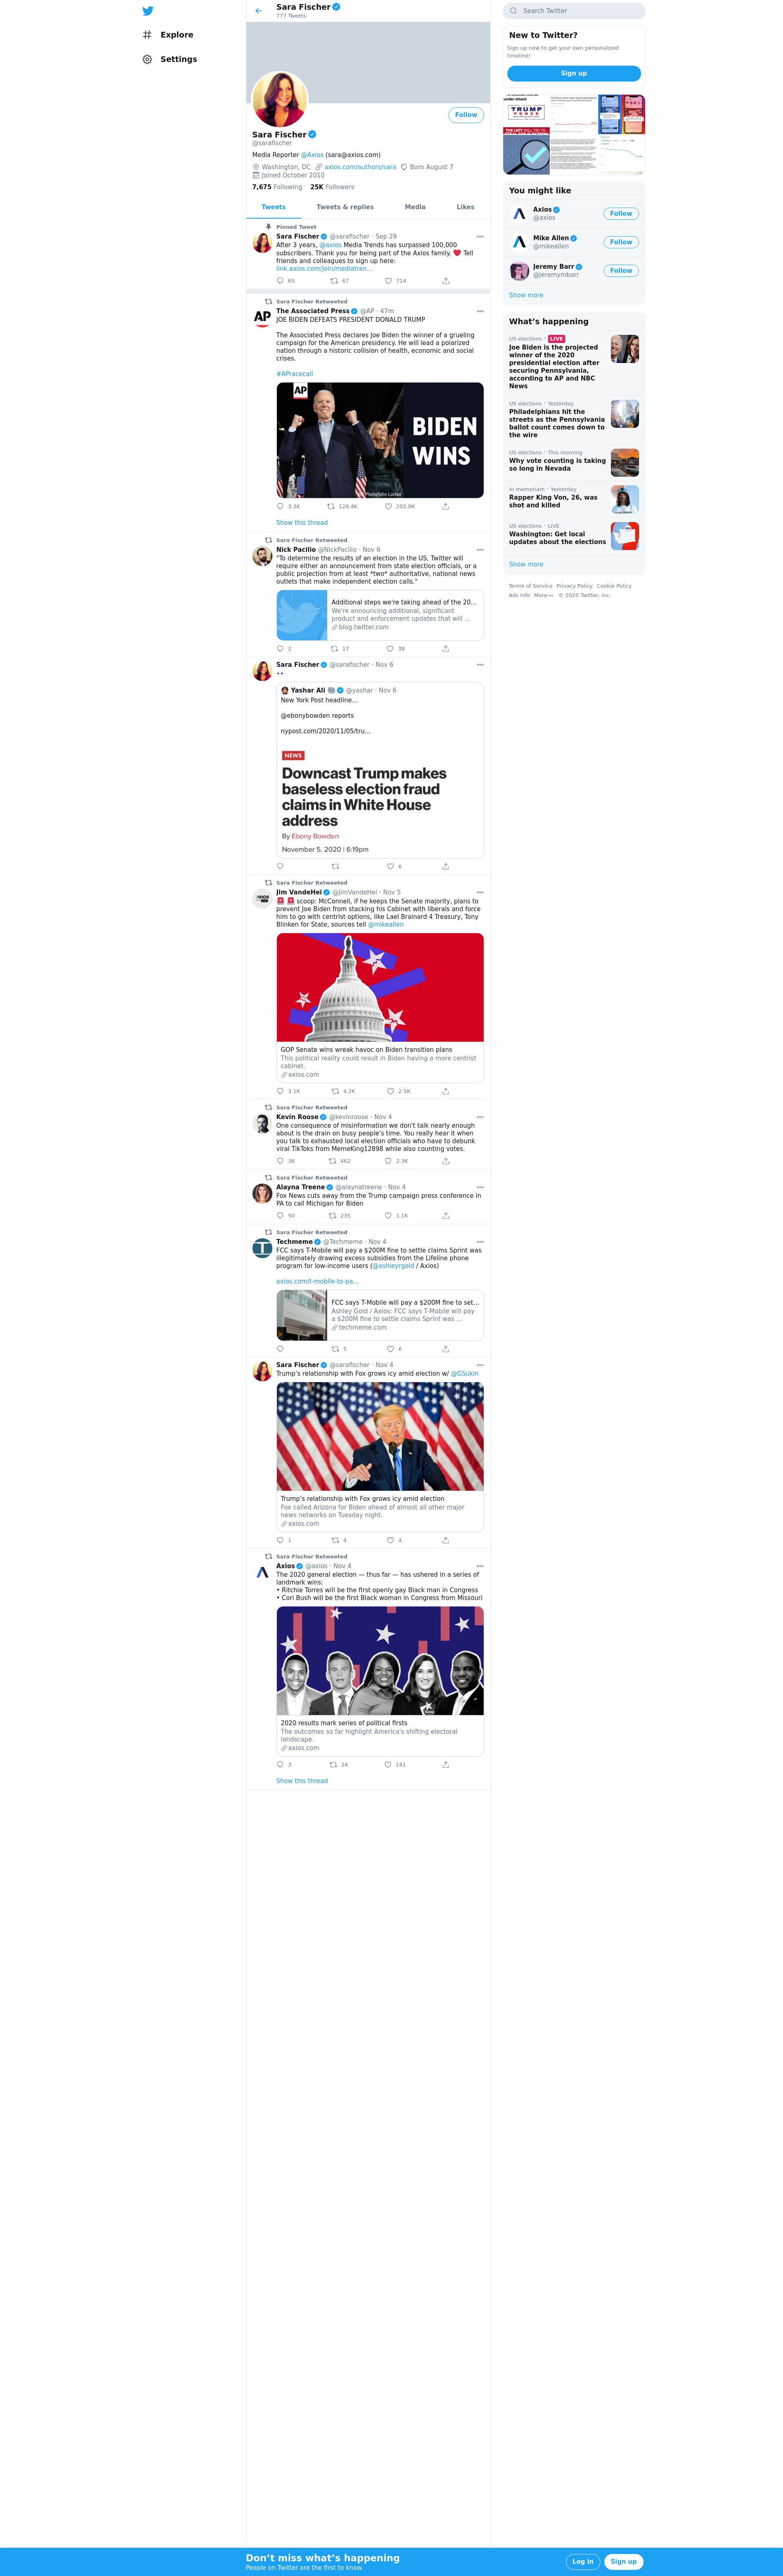 Explore
Settings
Sara Fischer
777 Tweets
Follow
Sara Fischer
@sarafischer
Media Reporter @Axios (sara@axios.com)
Washington, DC axios.com/authors/sara Born August 7
Joined October 2010
7,675 Following 25K Followers
Tweets Tweets & replies Media Likes
Pinned Tweet
Sara Fischer @sarafischer · Sep 29
After 3 years, @axios Media Trends has surpassed 100,000
subscribers. Thank you for being part of the Axios family. ❤️ Tell
friends and colleagues to sign up here:
link.axios.com/join/mediatren…
65 67 714
Sara Fischer Retweeted
The Associated Press @AP · 47m
JOE BIDEN DEFEATS PRESIDENT DONALD TRUMP
The Associated Press declares Joe Biden the winner of a grueling
campaign for the American presidency. He will lead a polarized
nation through a historic collision of health, economic and social
crises.
#APracecall
AP
AP
BIDEN
WINS
AP Photo/John Locher
3.3K 128.4K 202.8K
Show this thread
Sara Fischer Retweeted
Nick Pacilio @NickPacilio · Nov 6
"To determine the results of an election in the US, Twitter will
require either an announcement from state election officials, or a
public projection from at least *two* authoritative, national news
outlets that make independent election calls."
Additional steps we're taking ahead of the 20…
We're announcing additional, significant
product and enforcement updates that will …
blog.twitter.com
2 17 38
Sara Fischer @sarafischer · Nov 6
👀
Yashar Ali 🐘 @yashar · Nov 6
New York Post headline...
@ebonybowden reports
nypost.com/2020/11/05/tru…
NEWS
Downcast Trump makes
baseless election fraud
claims in White House
address
By Ebony Bowden
November 5, 2020 | 6:19pm
6
Sara Fischer Retweeted
Jim VandeHei @JimVandeHei · Nov 5
🚨 🚨 scoop: McConnell, if he keeps the Senate majority, plans to
prevent Joe Biden from stacking his Cabinet with liberals and force
him to go with centrist options, like Lael Brainard 4 Treasury, Tony
Blinken for State, sources tell @mikeallen
GOP Senate wins wreak havoc on Biden transition plans
This political reality could result in Biden having a more centrist
cabinet.
axios.com
3.1K 4.2K 2.5K
Sara Fischer Retweeted
Kevin Roose @kevinroose · Nov 4
One consequence of misinformation we don't talk nearly enough
about is the drain on busy people's time. You really hear it when
you talk to exhausted local election officials who have to debunk
viral TikToks from MemeKing12898 while also counting votes.
38 462 2.3K
Sara Fischer Retweeted
Alayna Treene @alaynatreene · Nov 4
Fox News cuts away from the Trump campaign press conference in
PA to call Michigan for Biden
50 235 1.1K
Sara Fischer Retweeted
Techmeme @Techmeme · Nov 4
FCC says T-Mobile will pay a $200M fine to settle claims Sprint was
illegitimately drawing excess subsidies from the Lifeline phone
program for low-income users (@ashleyrgold / Axios)
axios.com/t-mobile-to-pa…
FCC says T-Mobile will pay a $200M fine to set…
Ashley Gold / Axios: FCC says T-Mobile will pay
a $200M fine to settle claims Sprint was …
techmeme.com
5 6
Sara Fischer @sarafischer · Nov 4
Trump's relationship with Fox grows icy amid election w/ @GSukin
Trump's relationship with Fox grows icy amid election
Fox called Arizona for Biden ahead of almost all other major
news networks on Tuesday night.
axios.com
1 4 4
Sara Fischer Retweeted
Axios @axios · Nov 4
The 2020 general election — thus far — has ushered in a series of
landmark wins:
• Ritchie Torres will be the first openly gay Black man in Congress
• Cori Bush will be the first Black woman in Congress from Missouri
2020 results mark series of political firsts
The outcomes so far highlight America's shifting electoral
landscape.
axios.com
3 24 141
Show this thread
Search Twitter
New to Twitter?
Sign up now to get your own personalized
timeline!
Sign up
under attack
TRUMP
PENCE
THE LEFT WILL TRY TO
You might like
Axios
@axios
Follow
Mike Allen
@mikeallen
Follow
Jeremy Barr
@jeremymbarr
Follow
Show more
What's happening
US elections · LIVE
Joe Biden is the projected
winner of the 2020
presidential election after
securing Pennsylvania,
according to AP and NBC
News
US elections · Yesterday
Philadelphians hit the
streets as the Pennsylvania
ballot count comes down to
the wire
US elections · This morning
Why vote counting is taking
so long in Nevada
In memoriam · Yesterday
Rapper King Von, 26, was
shot and killed
US elections · LIVE
Washington: Get local
updates about the elections
Show more
Terms of Service Privacy Policy Cookie Policy
Ads info More © 2020 Twitter, Inc.
Don't miss what's happening
People on Twitter are the first to know.
Log in Sign up